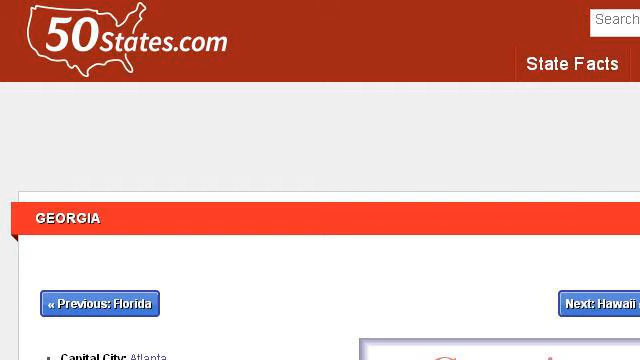 50States.com
Search
State Facts
GEORGIA
« Previous: Florida
Next: Hawaii
Capital City: Atlanta